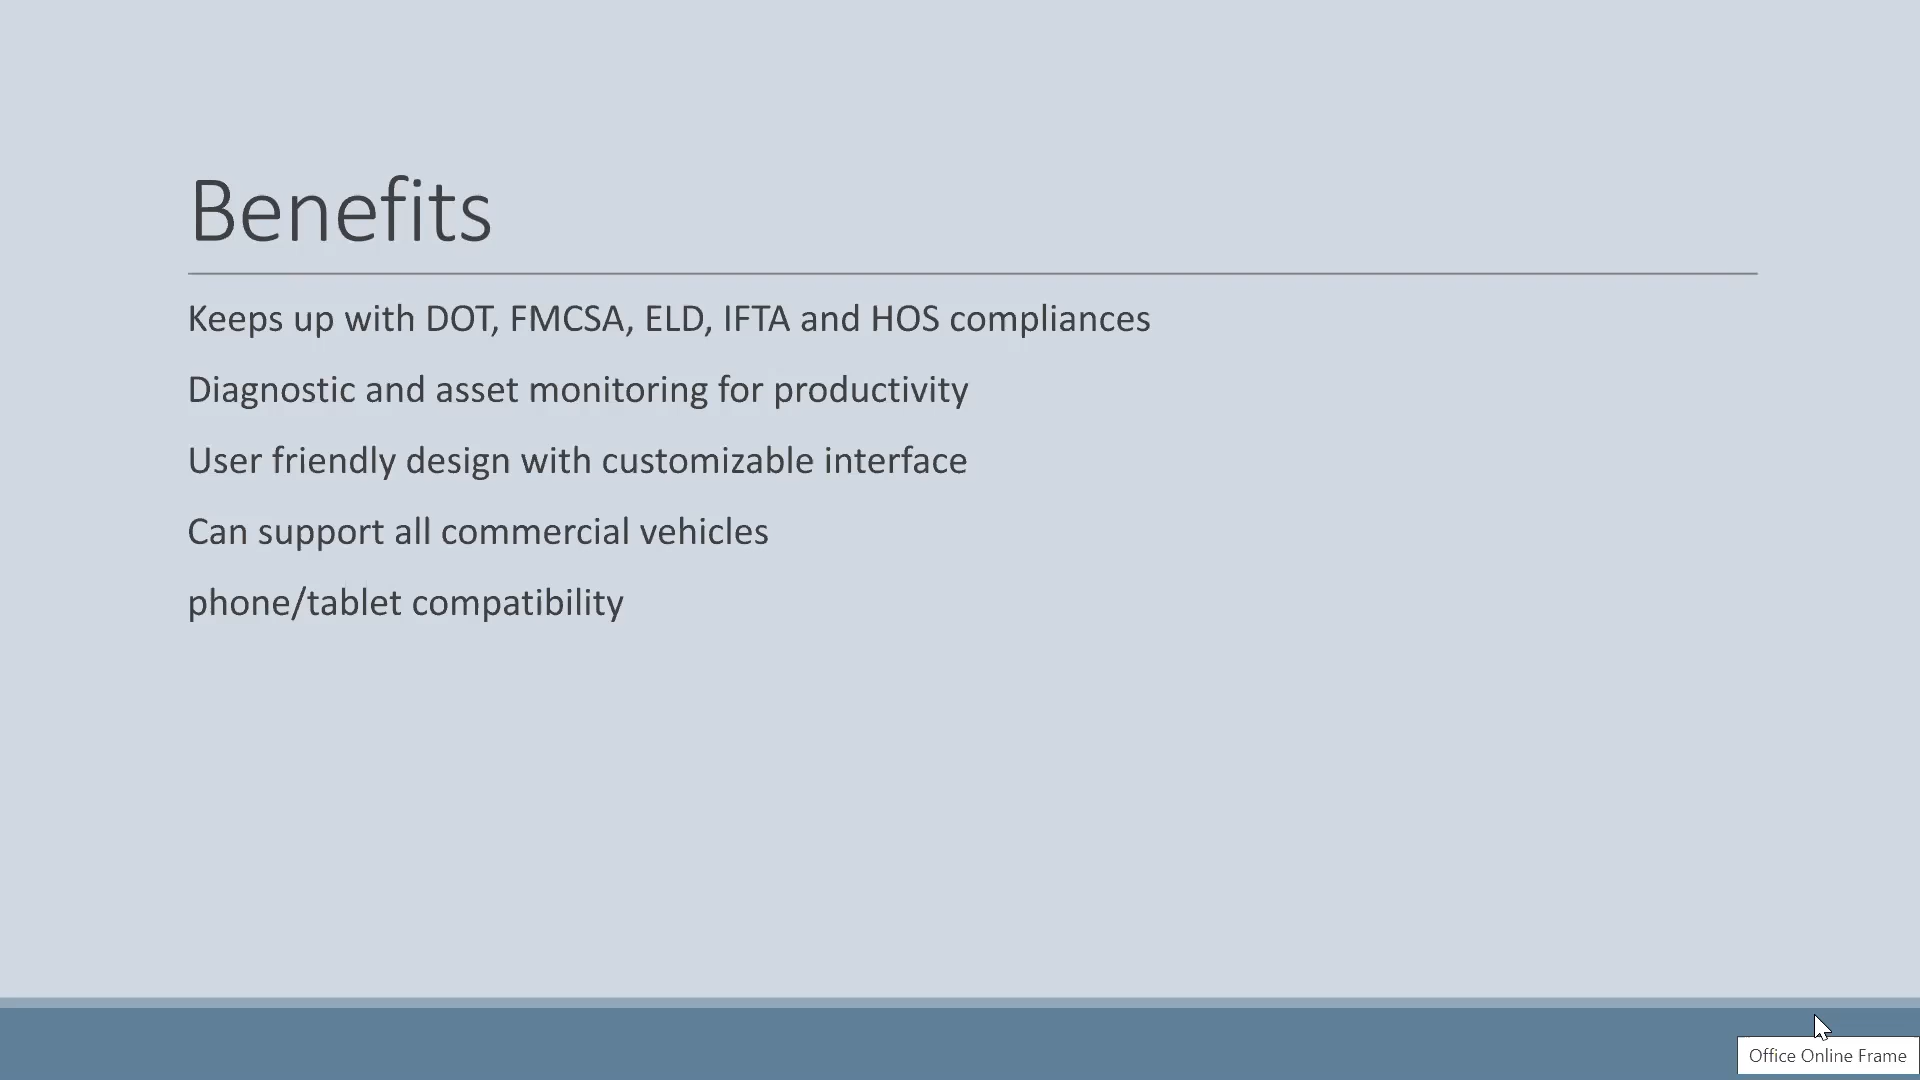 Benefits
Keeps up with DOT, FMCSA, ELD, IFTA and HOS compliances
Diagnostic and asset monitoring for productivity
User friendly design with customizable interface
Can support all commercial vehicles
phone/tablet compatibility
Office Online Frame